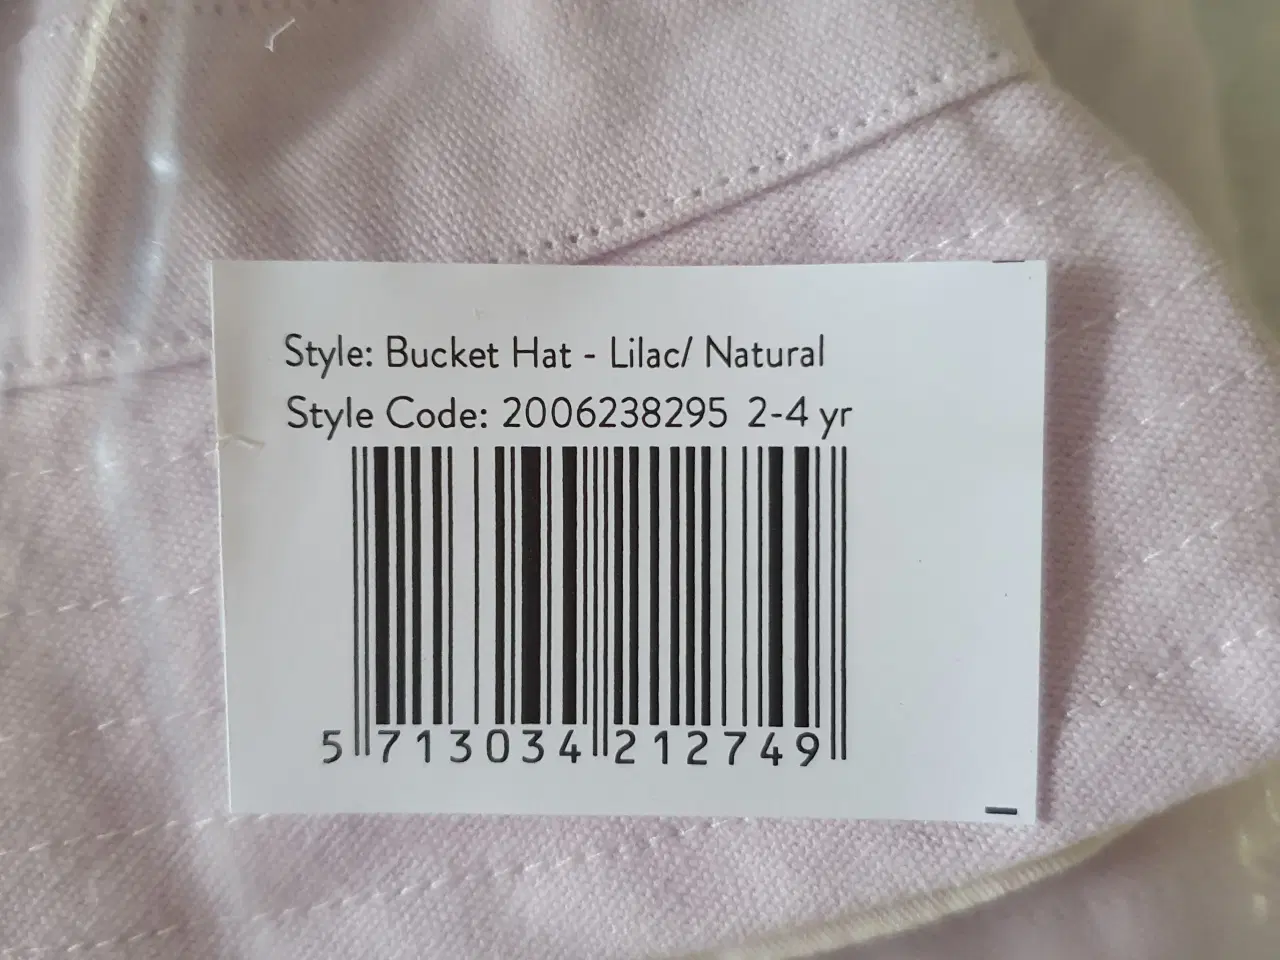 Style: Bucket Hat - Lilac/ Natural
Style Code: 2006238295 2-4 yr
5 713034 212749